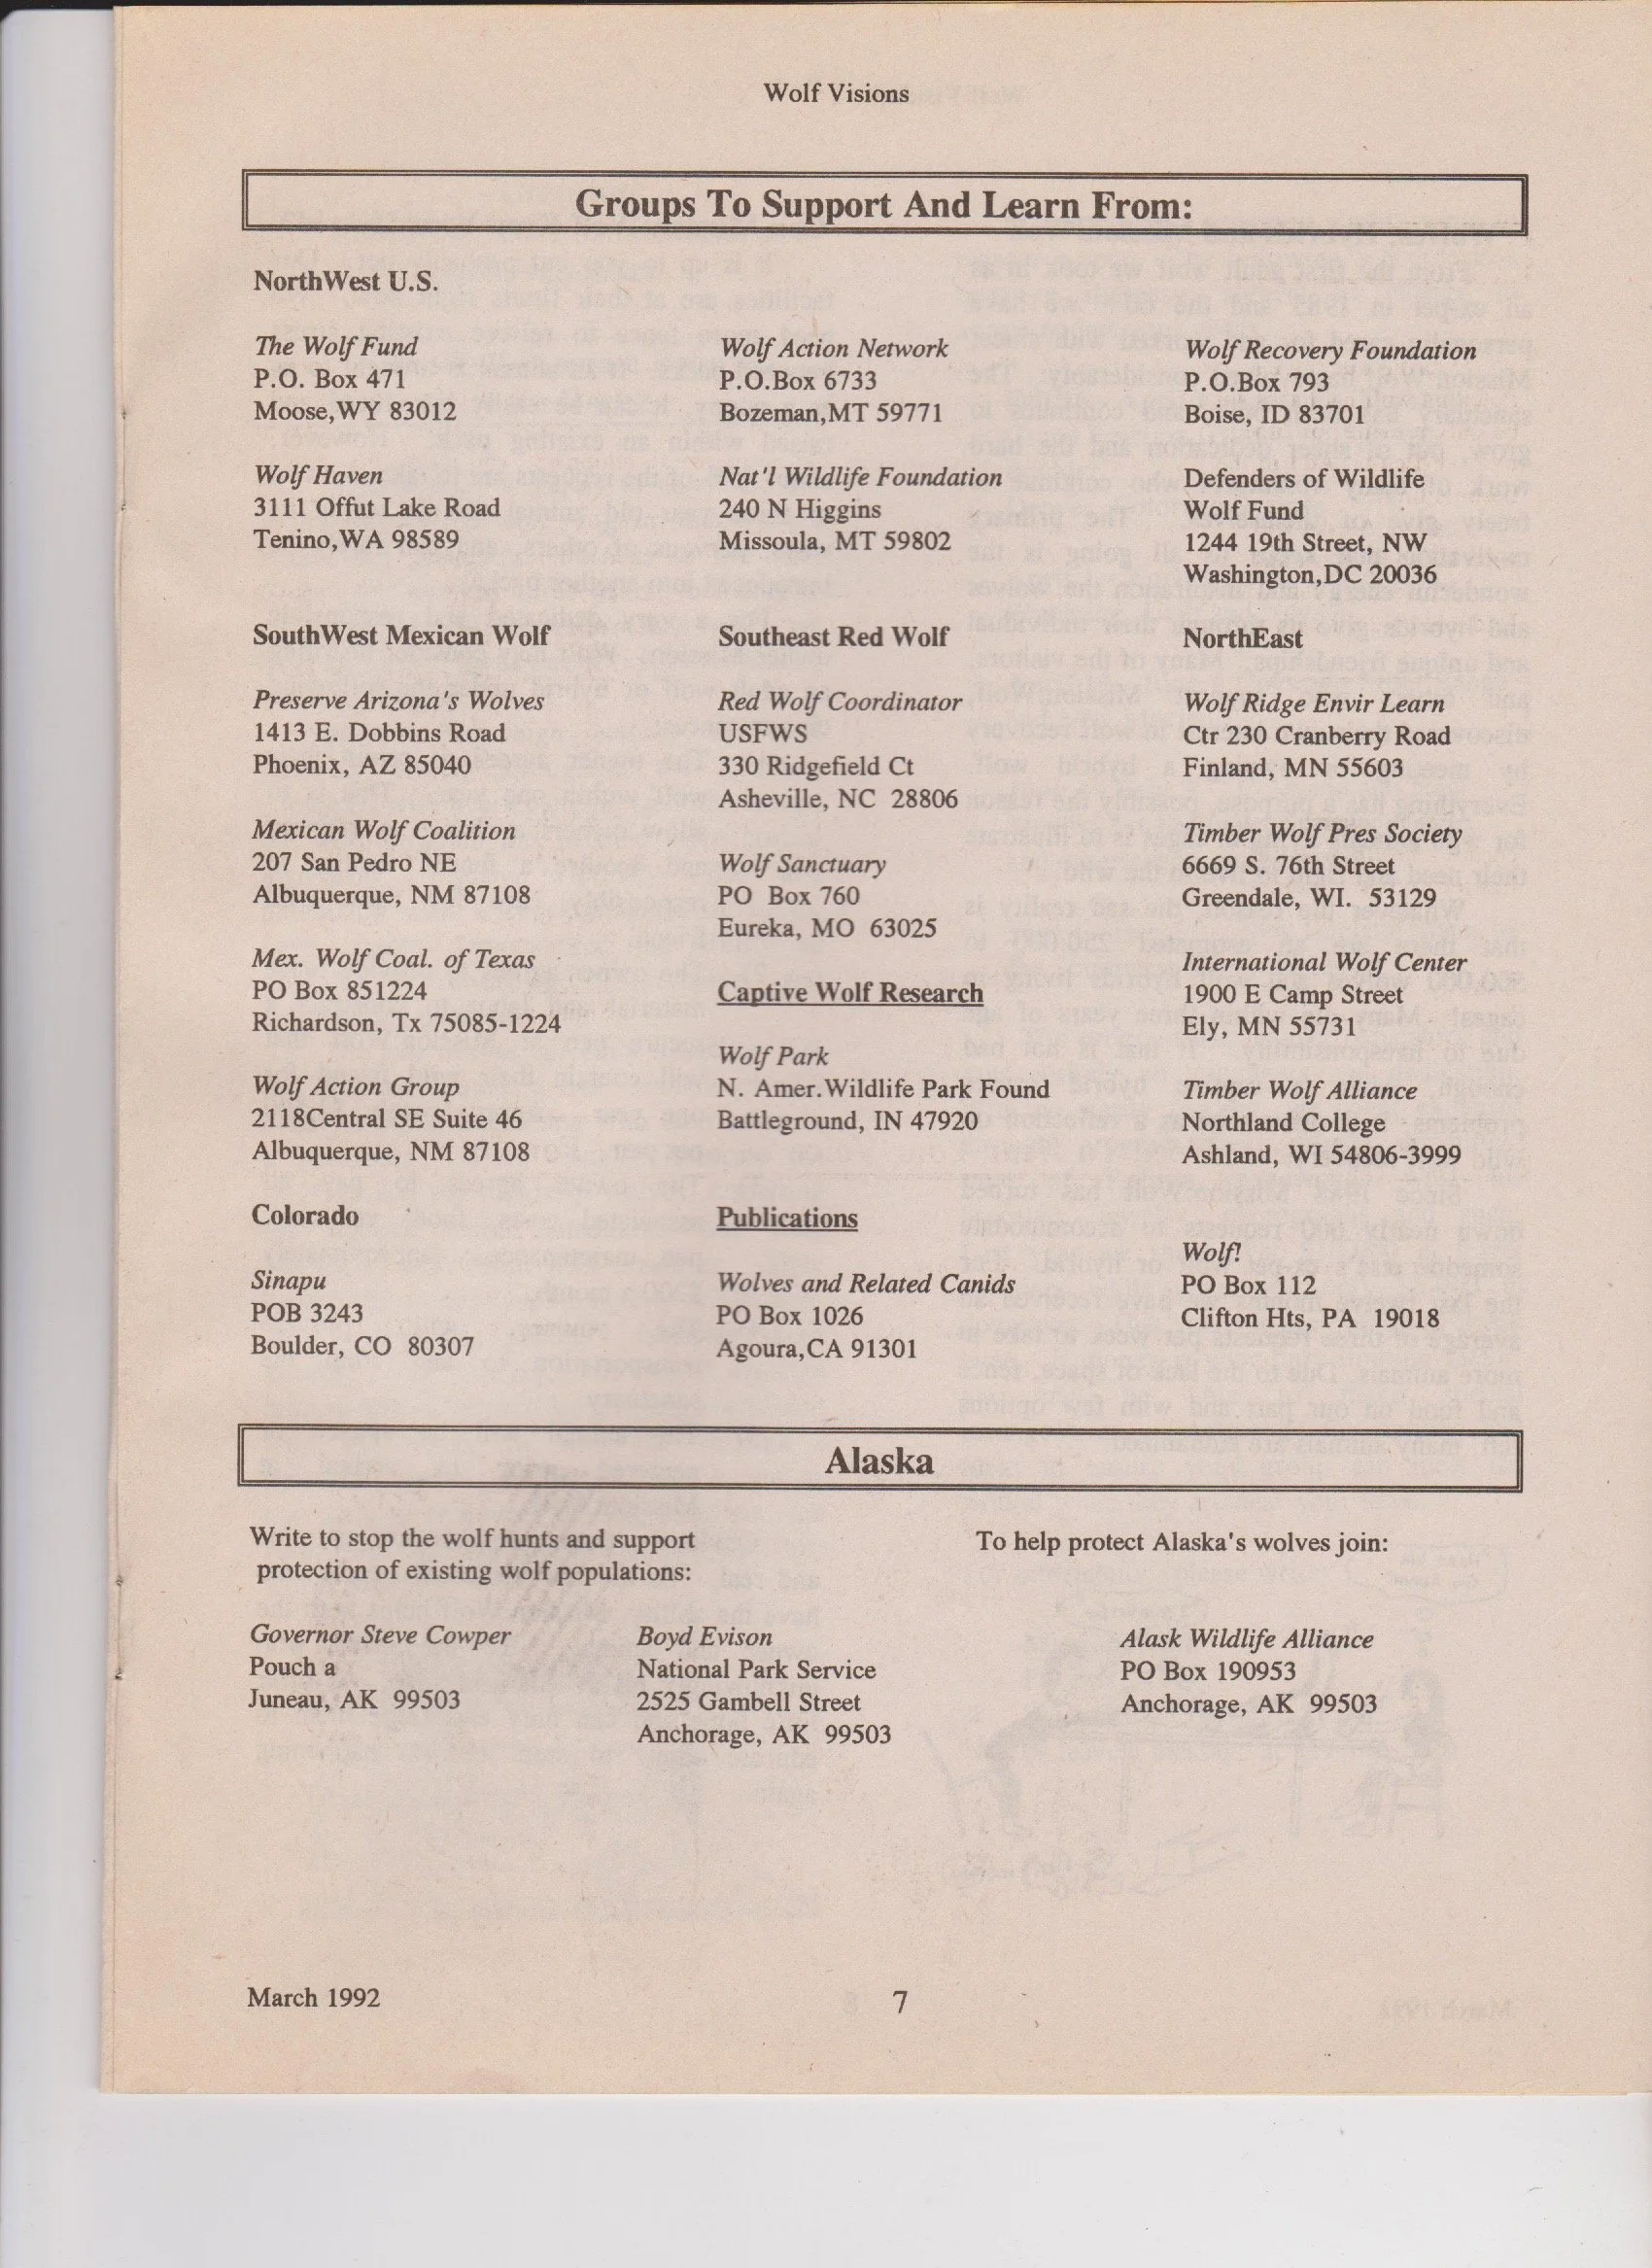 Wolf Visions
Groups To Support And Learn From:
NorthWest U.S.
The Wolf Fund
P.O. Box 471
Moose,WY 83012
Wolf Action Network
P.O.Box 6733
Bozeman,MT 59771
Wolf Recovery Foundation
P.O.Box 793
Boise, ID 83701
Wolf Haven
3111 Offut Lake Road
Tenino,WA 98589
Nat'l Wildlife Foundation
240 N Higgins
Missoula, MT 59802
Defenders of Wildlife
Wolf Fund
1244 19th Street, NW
Washington,DC 20036
SouthWest Mexican Wolf
Preserve Arizona's Wolves
1413 E. Dobbins Road
Phoenix, AZ 85040
Mexican Wolf Coalition
207 San Pedro NE
Albuquerque, NM 87108
Mex. Wolf Coal. of Texas
PO Box 851224
Richardson, Tx 75085-1224
Wolf Action Group
2118Central SE Suite 46
Albuquerque, NM 87108
Colorado
Sinapu
POB 3243
Boulder, CO 80307
Southeast Red Wolf
Red Wolf Coordinator
USFWS
330 Ridgefield Ct
Asheville, NC 28806
Wolf Sanctuary
PO Box 760
Eureka, MO 63025
Captive Wolf Research
Wolf Park
N. Amer.Wildlife Park Found
Battleground, IN 47920
Publications
Wolves and Related Canids
PO Box 1026
Agoura,CA 91301
NorthEast
Wolf Ridge Envir Learn
Ctr 230 Cranberry Road
Finland, MN 55603
Timber Wolf Pres Society
6669 S. 76th Street
Greendale, WI. 53129
International Wolf Center
1900 E Camp Street
Ely, MN 55731
Timber Wolf Alliance
Northland College
Ashland, WI 54806-3999
Wolf!
PO Box 112
Clifton Hts, PA 19018
Alaska
Write to stop the wolf hunts and support
protection of existing wolf populations:
To help protect Alaska's wolves join:
Governor Steve Cowper
Pouch a
Juneau, AK 99503
Boyd Evison
National Park Service
2525 Gambell Street
Anchorage, AK 99503
Alask Wildlife Alliance
PO Box 190953
Anchorage, AK 99503
March 1992
7